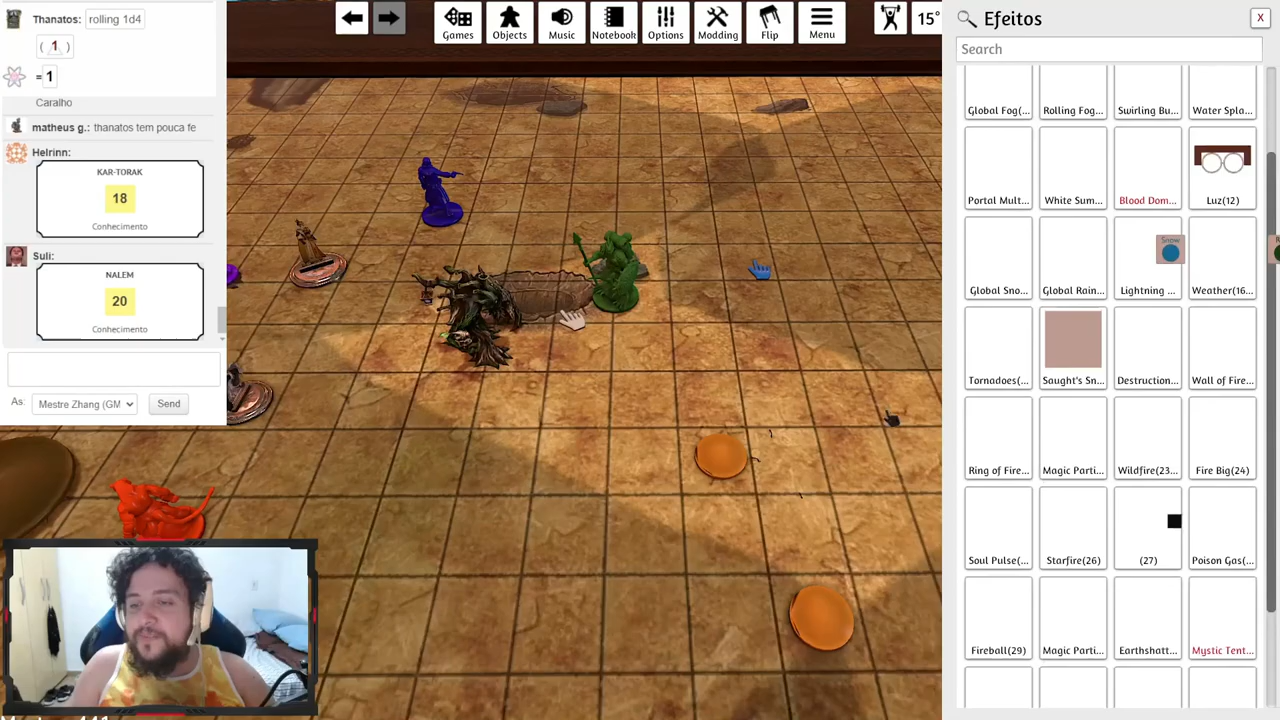 Thanatos: rolling 1d4
( 1 )
= 1
Caralho
matheus g.: thanatos tem pouca fe
Helrinn:
KAR-TORAK
18
Conhecimento
Suli:
NALEM
20
Conhecimento
As: Mestre Zhang (GM
Send
Games
Objects
Music
Notebook
Options
Modding
Flip
Menu
15°
Efeitos
X
Search
Global Fog(... Rolling Fog... Swirling Bu... Water Spla...
Portal Mult... White Sum... Blood Dom... Luz(12)
Snow
Global Sno... Global Rain... Lightning ... Weather(16...
Tornadoes(... Saught's Sn... Destruction... Wall of Fire...
Ring of Fire... Magic Parti... Wildfire(23... Fire Big(24)
Soul Pulse(... Starfire(26) (27) Poison Gas(...
Fireball(29) Magic Parti... Earthshatt... Mystic Tent...